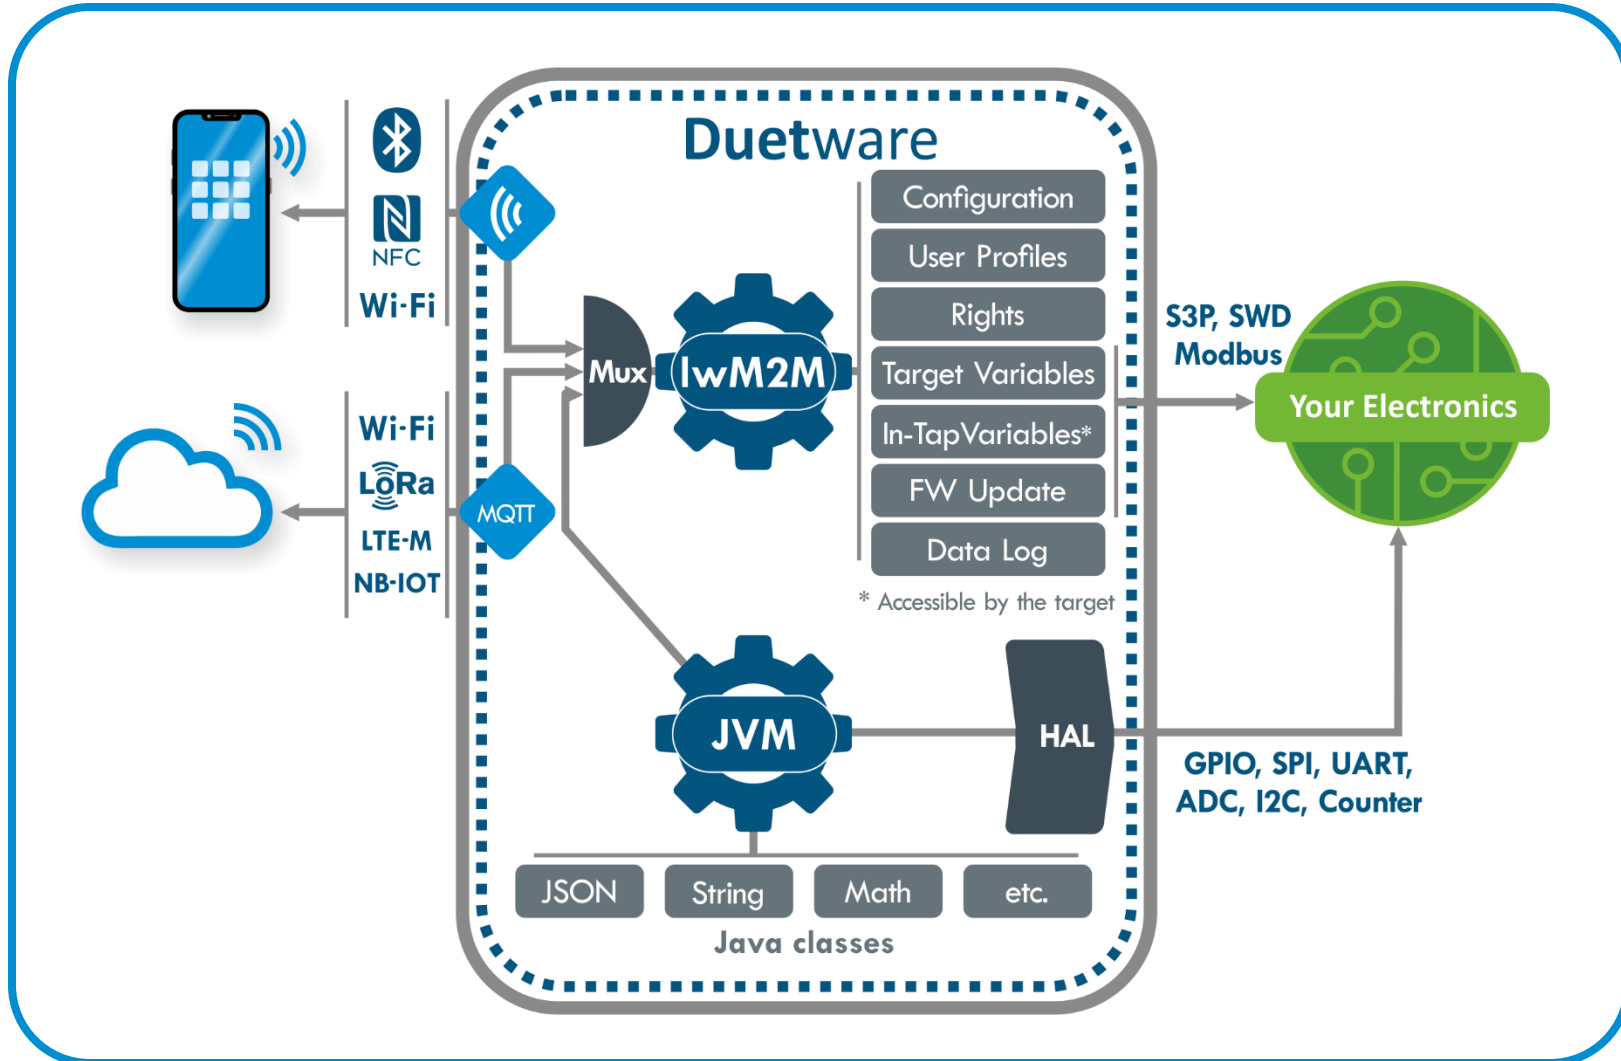 Duetware
NFC
Wi-Fi
Wi-Fi
LoRa
LTE-M
NB-IOT
MQTT
Mux
lwM2M
Configuration
User Profiles
Rights
Target Variables
In-TapVariables*
FW Update
Data Log
* Accessible by the target
S3P, SWD
Modbus
Your Electronics
JVM
HAL
GPIO, SPI, UART,
ADC, I2C, Counter
JSON
String
Math
etc.
Java classes